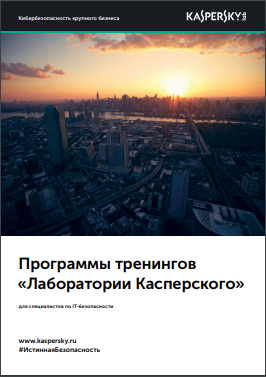 Кибербезопасность крупного бизнеса
KASPERSKY lab
Программы тренингов
«Лаборатории Касперского»
для специалистов по IT-безопасности
www.kaspersky.ru
#ИстиннаяБезопасность